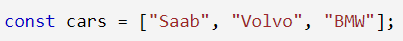 const cars = ["Saab", "Volvo", "BMW"];